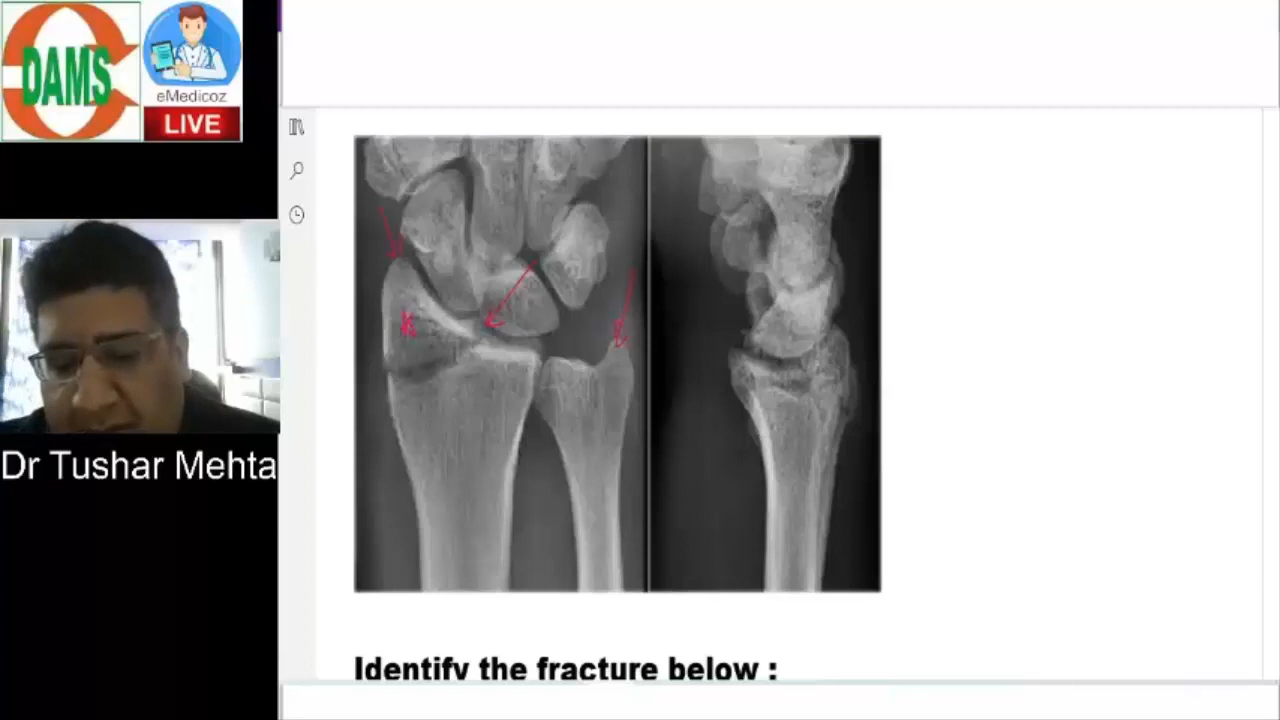 DAMS
eMedicoz
LIVE
Dr Tushar Mehta
Identify the fracture below :